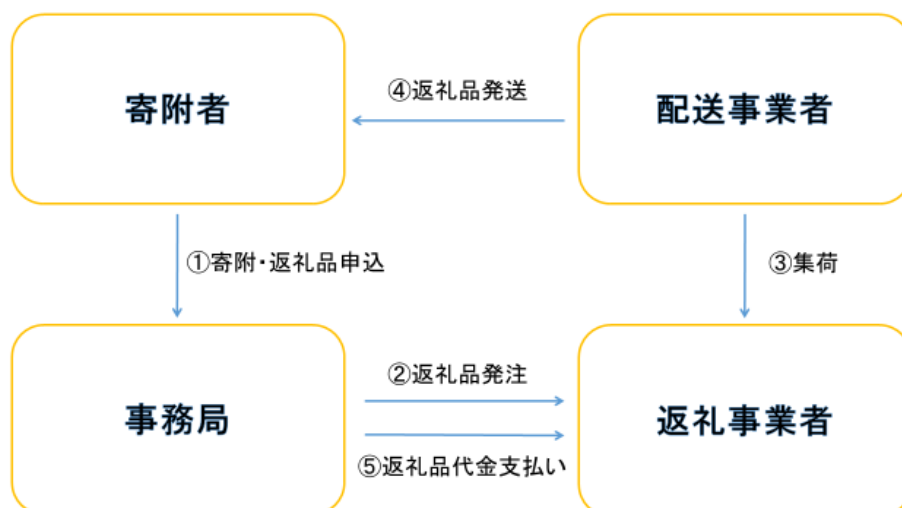 寄附者
④返礼品発送
配送事業者
①寄附・返礼品申込
③集荷
事務局
②返礼品発注
⑤返礼品代金支払い
返礼事業者